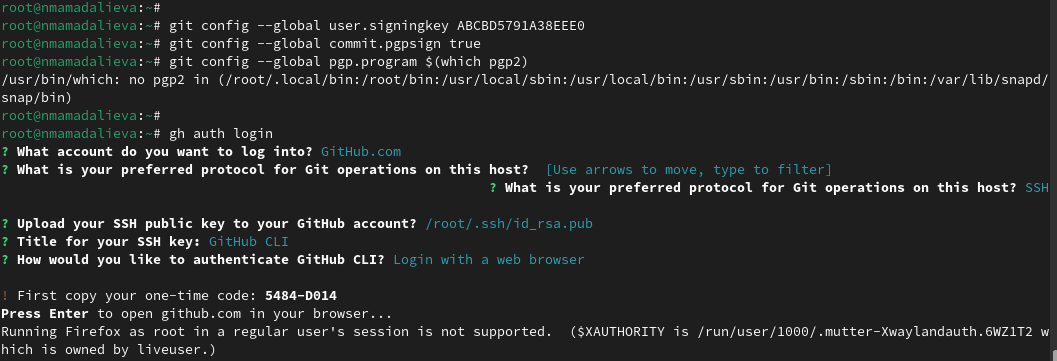 root@nmamadalieva:~#
root@nmamadalieva:~# git config --global user.signingkey ABCBD5791A38EEE0
root@nmamadalieva:~# git config --global commit.pgpsign true
root@nmamadalieva:~# git config --global pgp.program $(which pgp2)
/usr/bin/which: no pgp2 in (/root/.local/bin:/root/bin:/usr/local/sbin:/usr/local/bin:/usr/sbin:/usr/bin:/sbin:/bin:/var/lib/snapd/
snap/bin)
root@nmamadalieva:~#
root@nmamadalieva:~# gh auth login
? What account do you want to log into? GitHub.com
? What is your preferred protocol for Git operations on this host?  [Use arrows to move, type to filter]
? What is your preferred protocol for Git operations on this host? SSH
? Upload your SSH public key to your GitHub account? /root/.ssh/id_rsa.pub
? Title for your SSH key: GitHub CLI
? How would you like to authenticate GitHub CLI? Login with a web browser
! First copy your one-time code: 5484-D014
Press Enter to open github.com in your browser...
Running Firefox as root in a regular user's session is not supported.  ($XAUTHORITY is /run/user/1000/.mutter-Xwaylandauth.6WZ1T2 w
hich is owned by liveuser.)